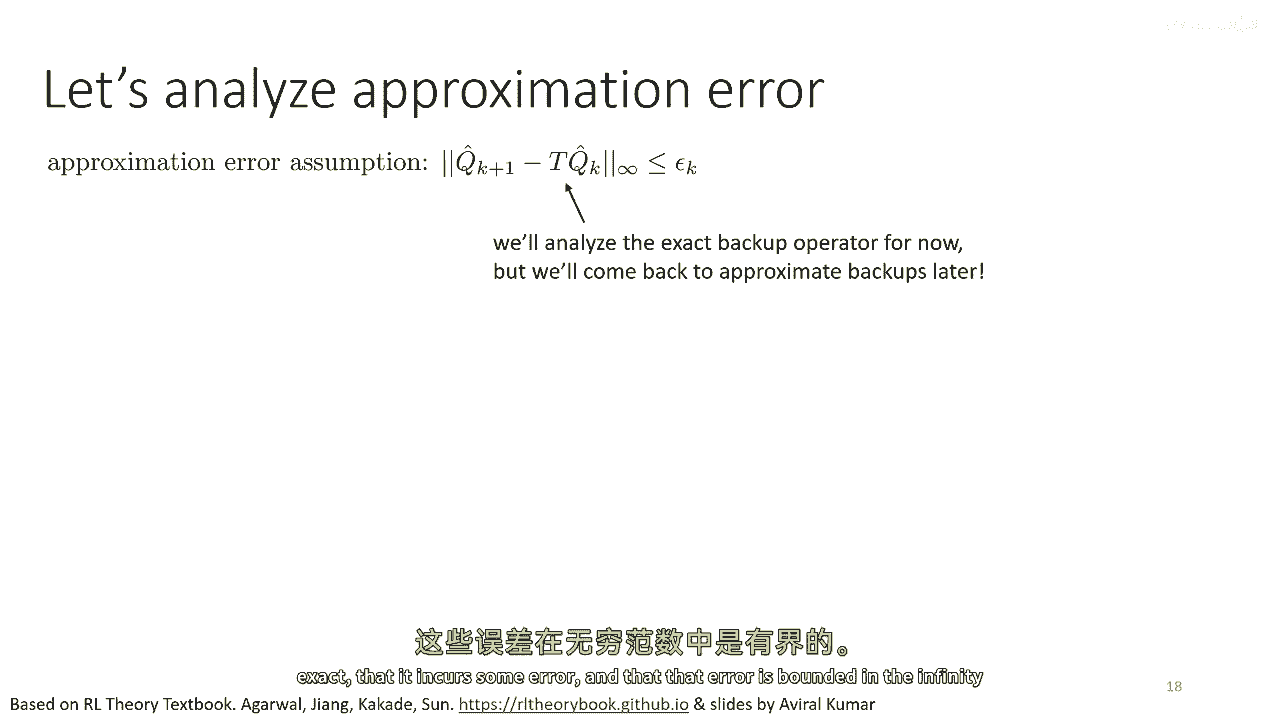 Let's analyze approximation error
approximation error assumption: $||\hat{Q}_{k+1} - T\hat{Q}_k||_\infty \leq \epsilon_k$
we'll analyze the exact backup operator for now,
but we'll come back to approximate backups later!
这些误差在无穷范数中是有界的。
exact, that it incurs some error, and that that error is bounded in the infinity
18
Based on RL Theory Textbook. Agarwal, Jiang, Kakade, Sun. https://rltheorybook.github.io & slides by Aviral Kumar